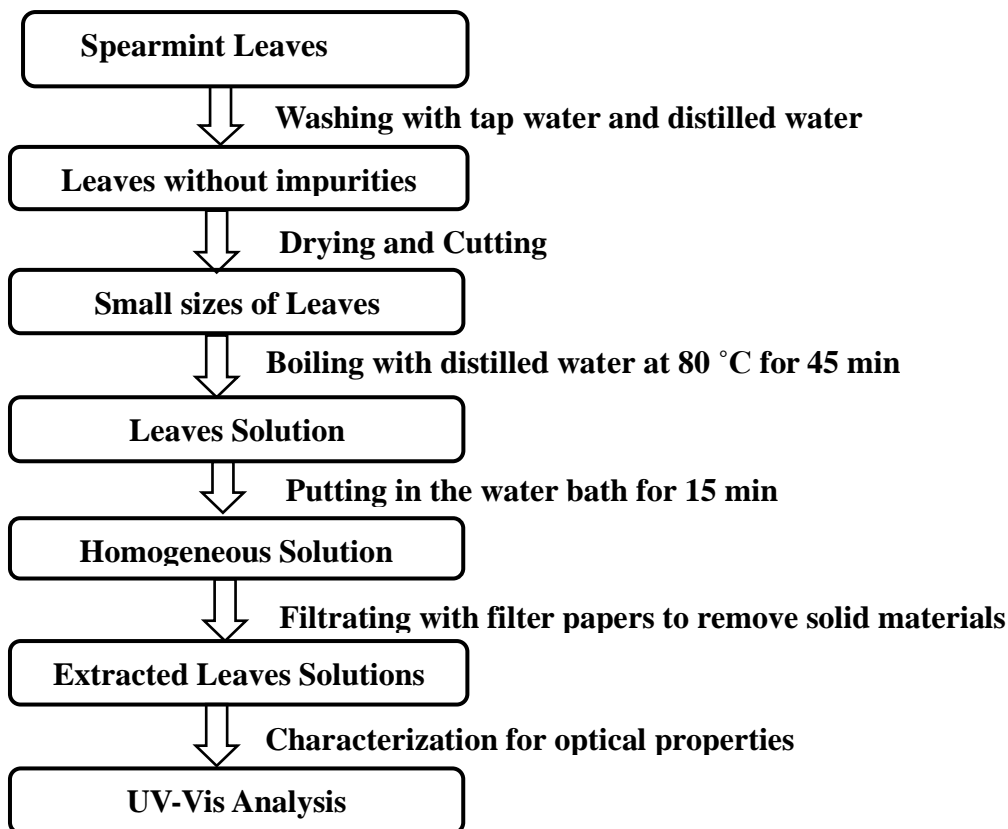 Spearmint Leaves
Washing with tap water and distilled water
Leaves without impurities
Drying and Cutting
Small sizes of Leaves
Boiling with distilled water at 80 ˚C for 45 min
Leaves Solution
Putting in the water bath for 15 min
Homogeneous Solution
Filtrating with filter papers to remove solid materials
Extracted Leaves Solutions
Characterization for optical properties
UV-Vis Analysis